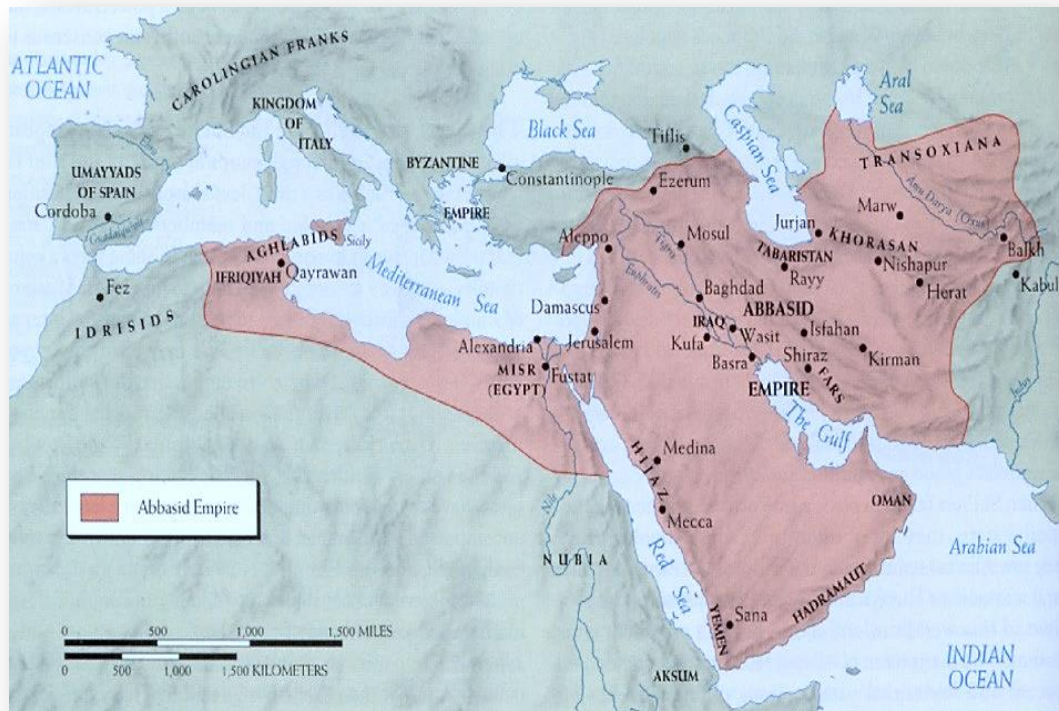 ATLANTIC
OCEAN
CAROLINGIAN FRANKS
KINGDOM
OF
ITALY
Aral
Sea
Black Sea
Caspian Sea
Tiflis
TRANSOXIANA
UMAYYADS
OF SPAIN
Ebro
BYZANTINE
EMPIRE
Constantinople
Ezerum
Amu Darya (Oxus)
Cordoba
Guadalquivir
Marw
Jurjan
KHORASAN
Balkh
AGHLABIDS
Sicily
Aleppo
Mosul
Tigris
TABARISTAN
Rayy
Nishapur
Kabul
IFRIQIYAH
Qayrawan
Mediterranean Sea
Euphrates
Herat
Fez
IDRISIDS
Damascus
Baghdad
ABBASID
EMPIRE
IRAQ
Wasit
Isfahan
Alexandria
Jerusalem
Kufa
Basra
Shiraz
Kirman
MISR
(EGYPT)
Fustat
FARS
Indus
The Gulf
Medina
HIJAZ
Abbasid Empire
Mecca
OMAN
Nile
Red Sea
Arabian Sea
NUBIA
HADRAMAUT
YEMEN
Sana
0 500 1,000 1,500 MILES
0 500 1,000 1,500 KILOMETERS
AKSUM
INDIAN
OCEAN